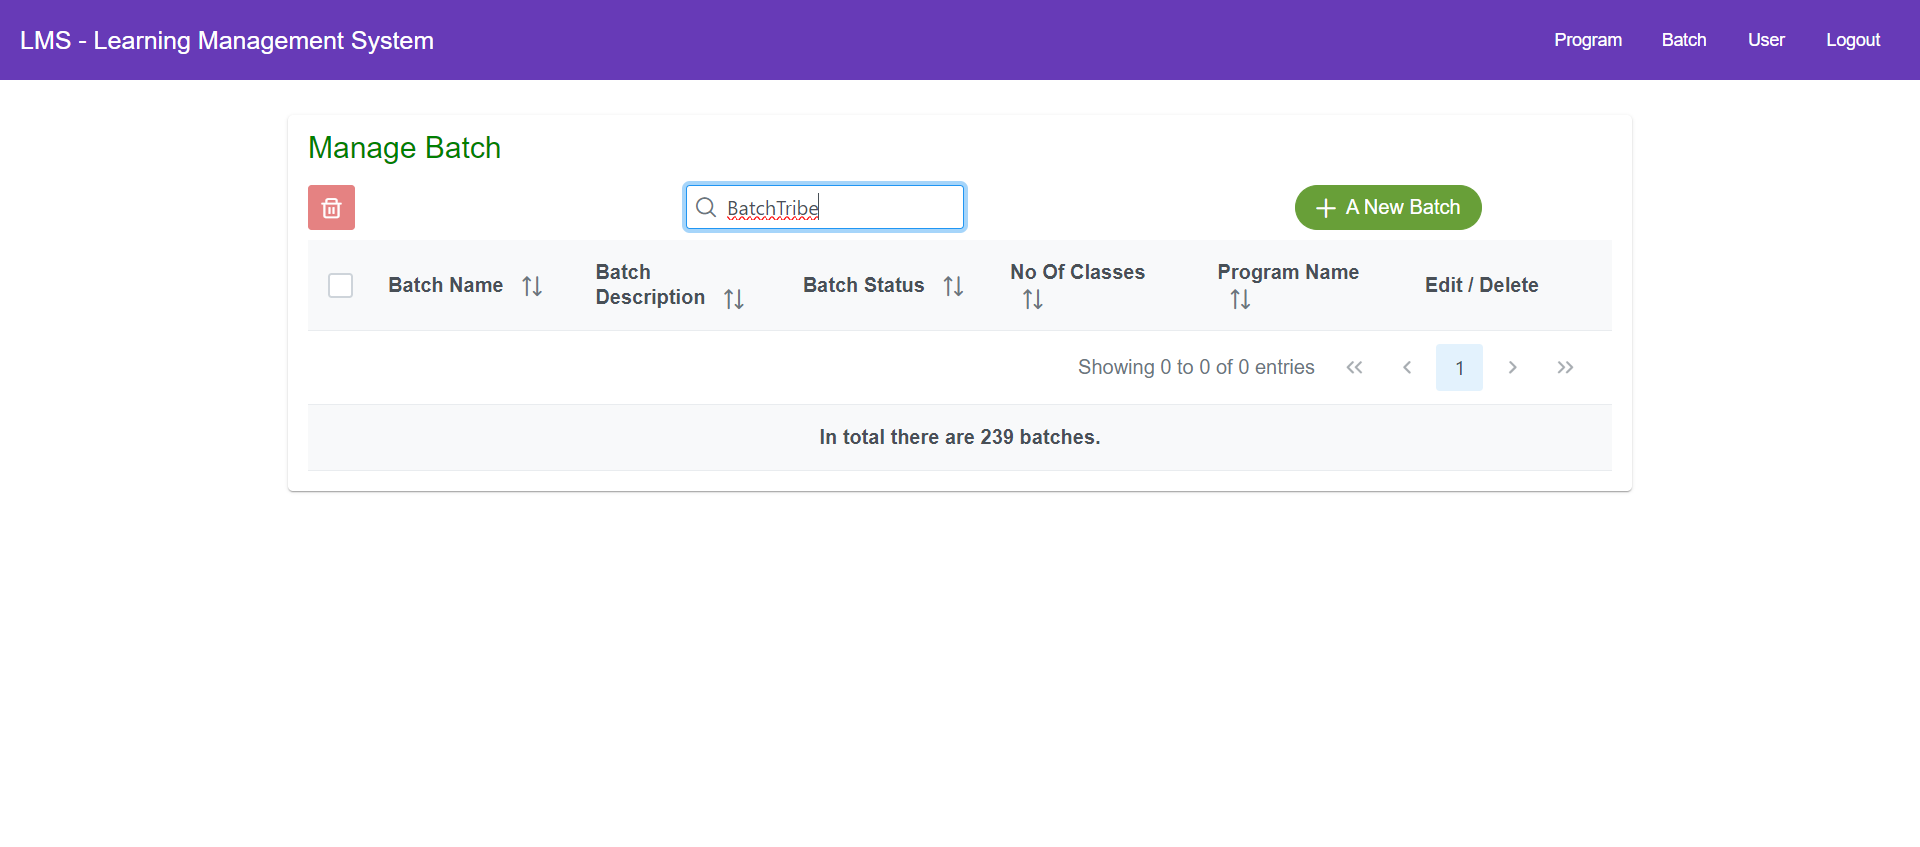 LMS - Learning Management System
Program Batch User Logout
Manage Batch
BatchTribe
A New Batch
Batch Name
Batch
Description
Batch Status
No Of Classes
Program Name
Edit / Delete
Showing 0 to 0 of 0 entries
1
In total there are 239 batches.